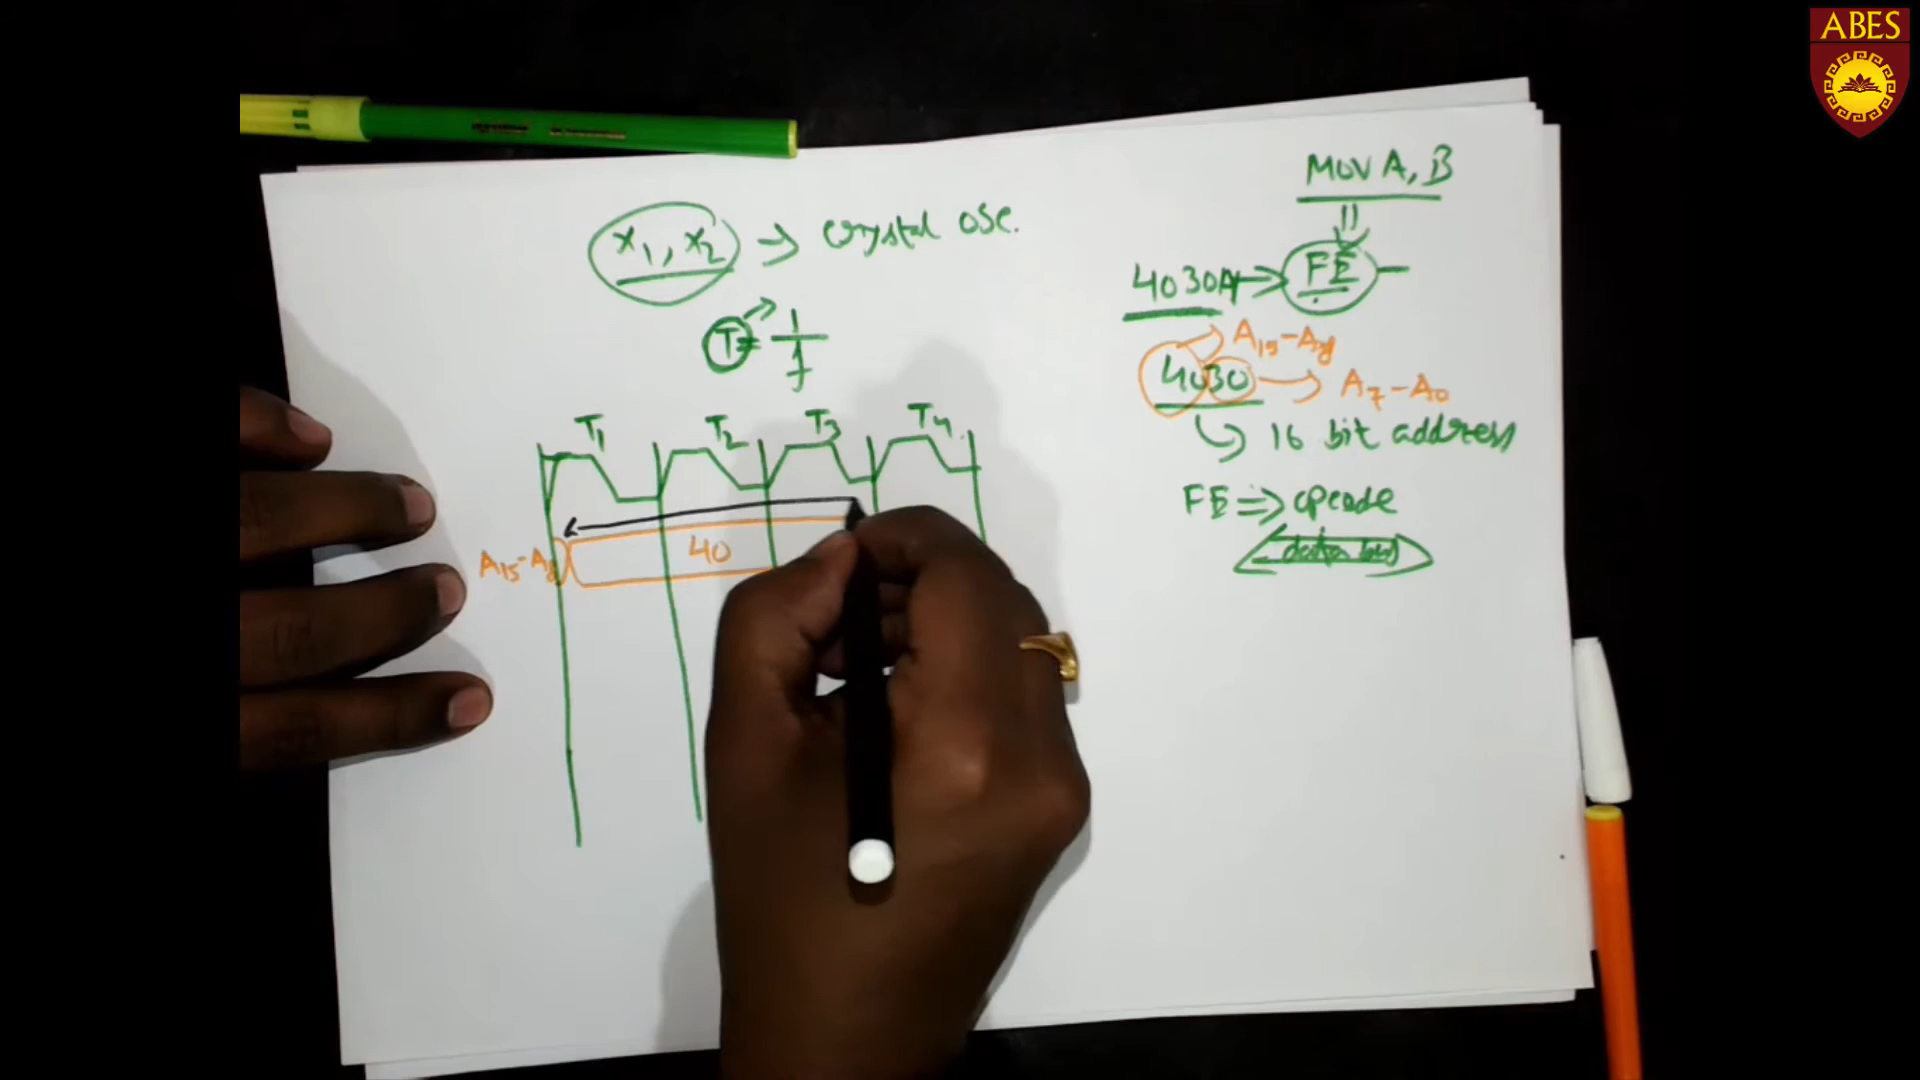 ABES
MOV A, B
X1, X2 → crystal osc.
4030H → FE
T = 1/f
A15-A8
4030 → A7-A0
T1 T2 T3 T4
16 bit address
FE ⇒ opcode
A15-A8 40